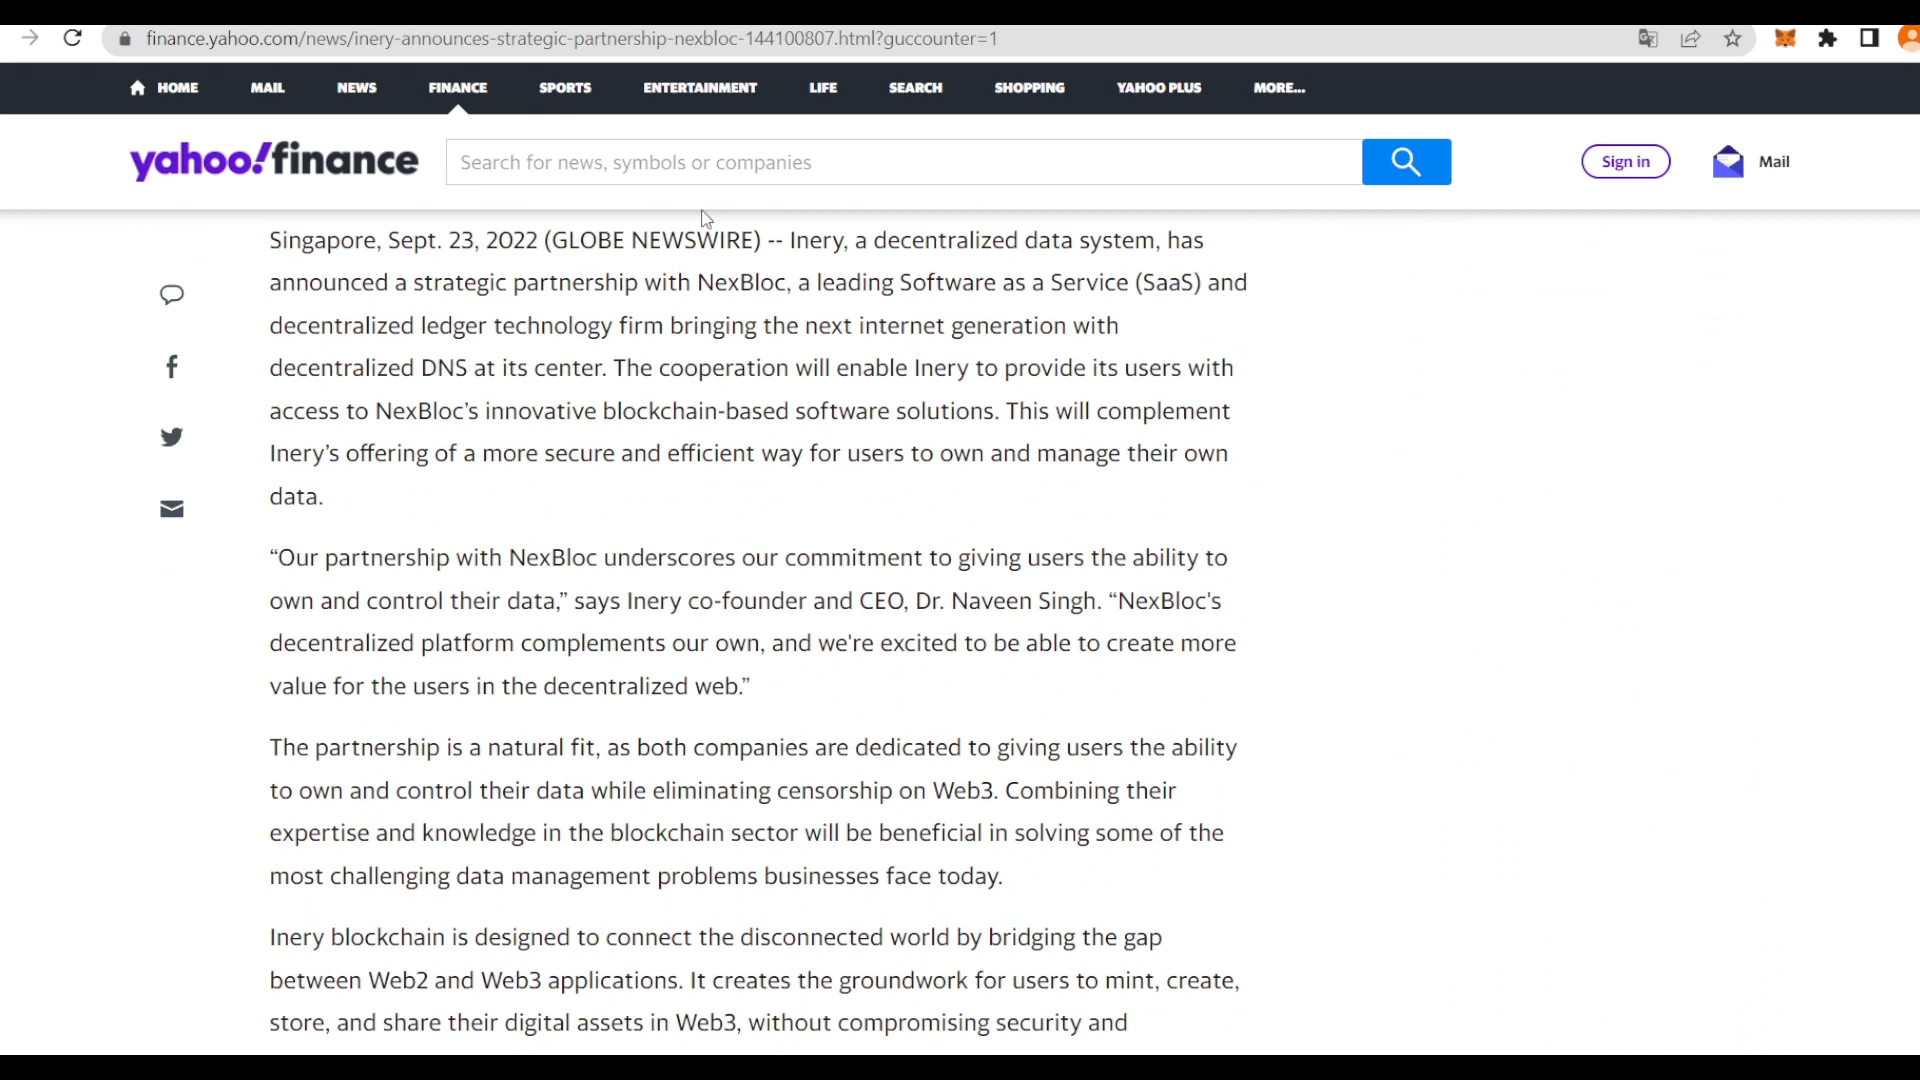 finance.yahoo.com/news/inery-announces-strategic-partnership-nexbloc-144100807.html?guccounter=1
HOME MAIL NEWS FINANCE SPORTS ENTERTAINMENT LIFE SEARCH SHOPPING YAHOO PLUS MORE...
yahoo!finance Search for news, symbols or companies Sign in Mail
Singapore, Sept. 23, 2022 (GLOBE NEWSWIRE) -- Inery, a decentralized data system, has
announced a strategic partnership with NexBloc, a leading Software as a Service (SaaS) and
decentralized ledger technology firm bringing the next internet generation with
decentralized DNS at its center. The cooperation will enable Inery to provide its users with
access to NexBloc’s innovative blockchain-based software solutions. This will complement
Inery’s offering of a more secure and efficient way for users to own and manage their own
data.
“Our partnership with NexBloc underscores our commitment to giving users the ability to
own and control their data,” says Inery co-founder and CEO, Dr. Naveen Singh. “NexBloc's
decentralized platform complements our own, and we're excited to be able to create more
value for the users in the decentralized web.”
The partnership is a natural fit, as both companies are dedicated to giving users the ability
to own and control their data while eliminating censorship on Web3. Combining their
expertise and knowledge in the blockchain sector will be beneficial in solving some of the
most challenging data management problems businesses face today.
Inery blockchain is designed to connect the disconnected world by bridging the gap
between Web2 and Web3 applications. It creates the groundwork for users to mint, create,
store, and share their digital assets in Web3, without compromising security and